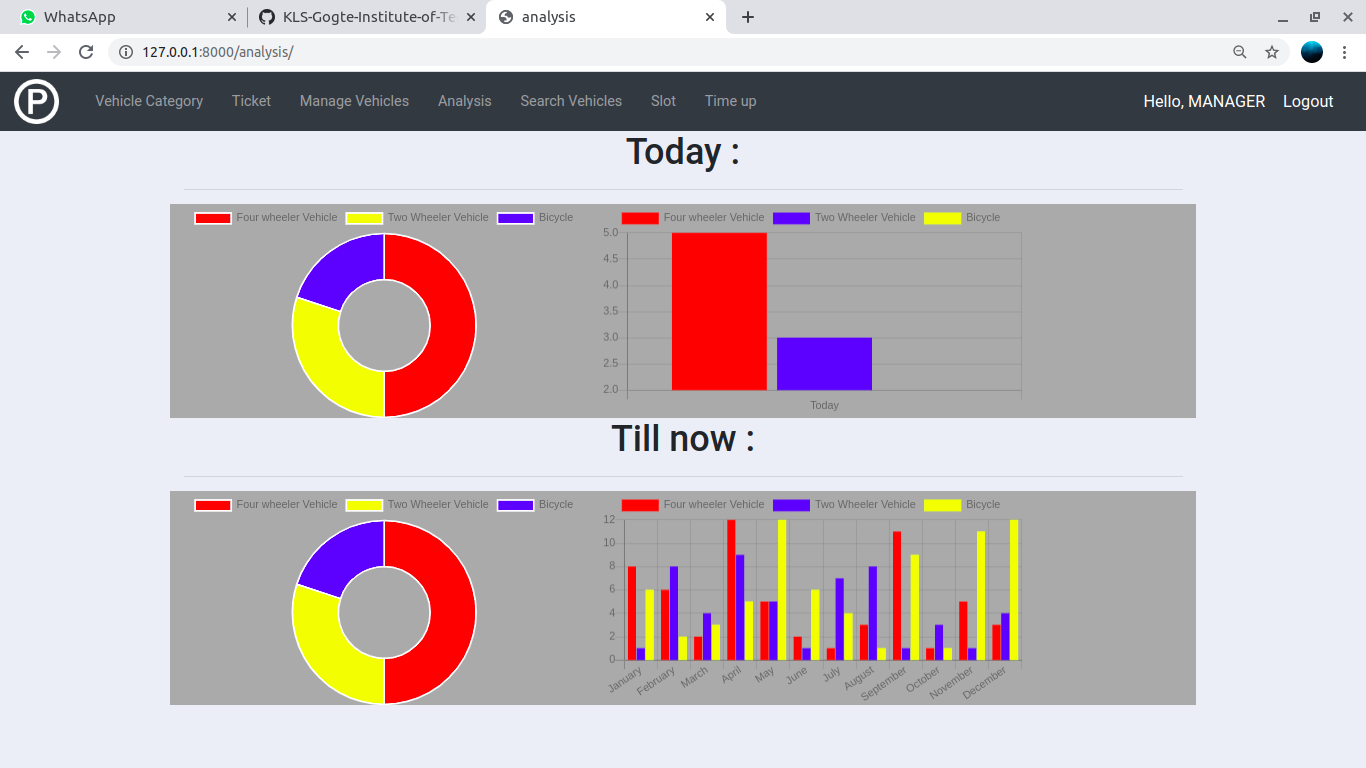 WhatsApp
KLS-Gogte-Institute-of-Te
analysis
127.0.0.1:8000/analysis/
P
Vehicle Category Ticket Manage Vehicles Analysis Search Vehicles Slot Time up Hello, MANAGER Logout
Today :
Four wheeler Vehicle Two Wheeler Vehicle Bicycle
Four wheeler Vehicle Two Wheeler Vehicle Bicycle
5.0
4.5
4.0
3.5
3.0
2.5
2.0
Today
Till now :
Four wheeler Vehicle Two Wheeler Vehicle Bicycle
Four wheeler Vehicle Two Wheeler Vehicle Bicycle
12
10
8
6
4
2
0
January February March April May June July August September October November December